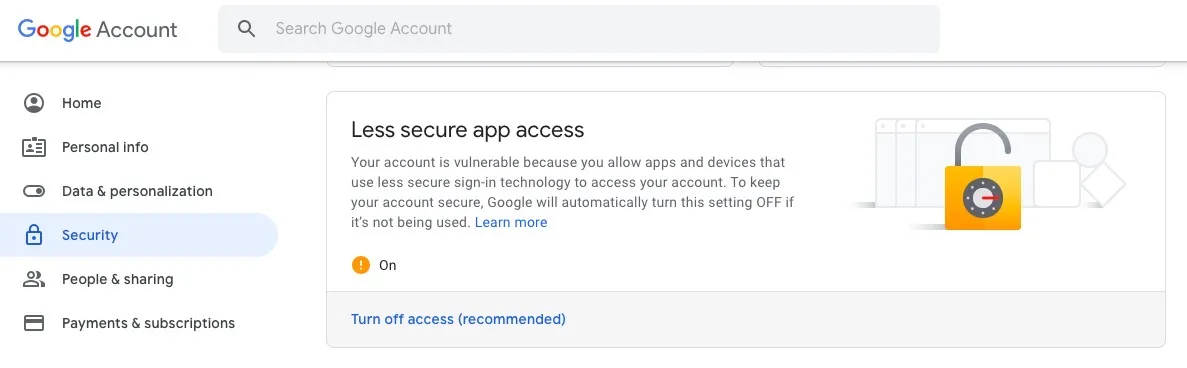 Google Account
Search Google Account
Home
Personal info
Data & personalization
Security
People & sharing
Payments & subscriptions
Less secure app access
Your account is vulnerable because you allow apps and devices that
use less secure sign-in technology to access your account. To keep
your account secure, Google will automatically turn this setting OFF if
it's not being used. Learn more
On
Turn off access (recommended)